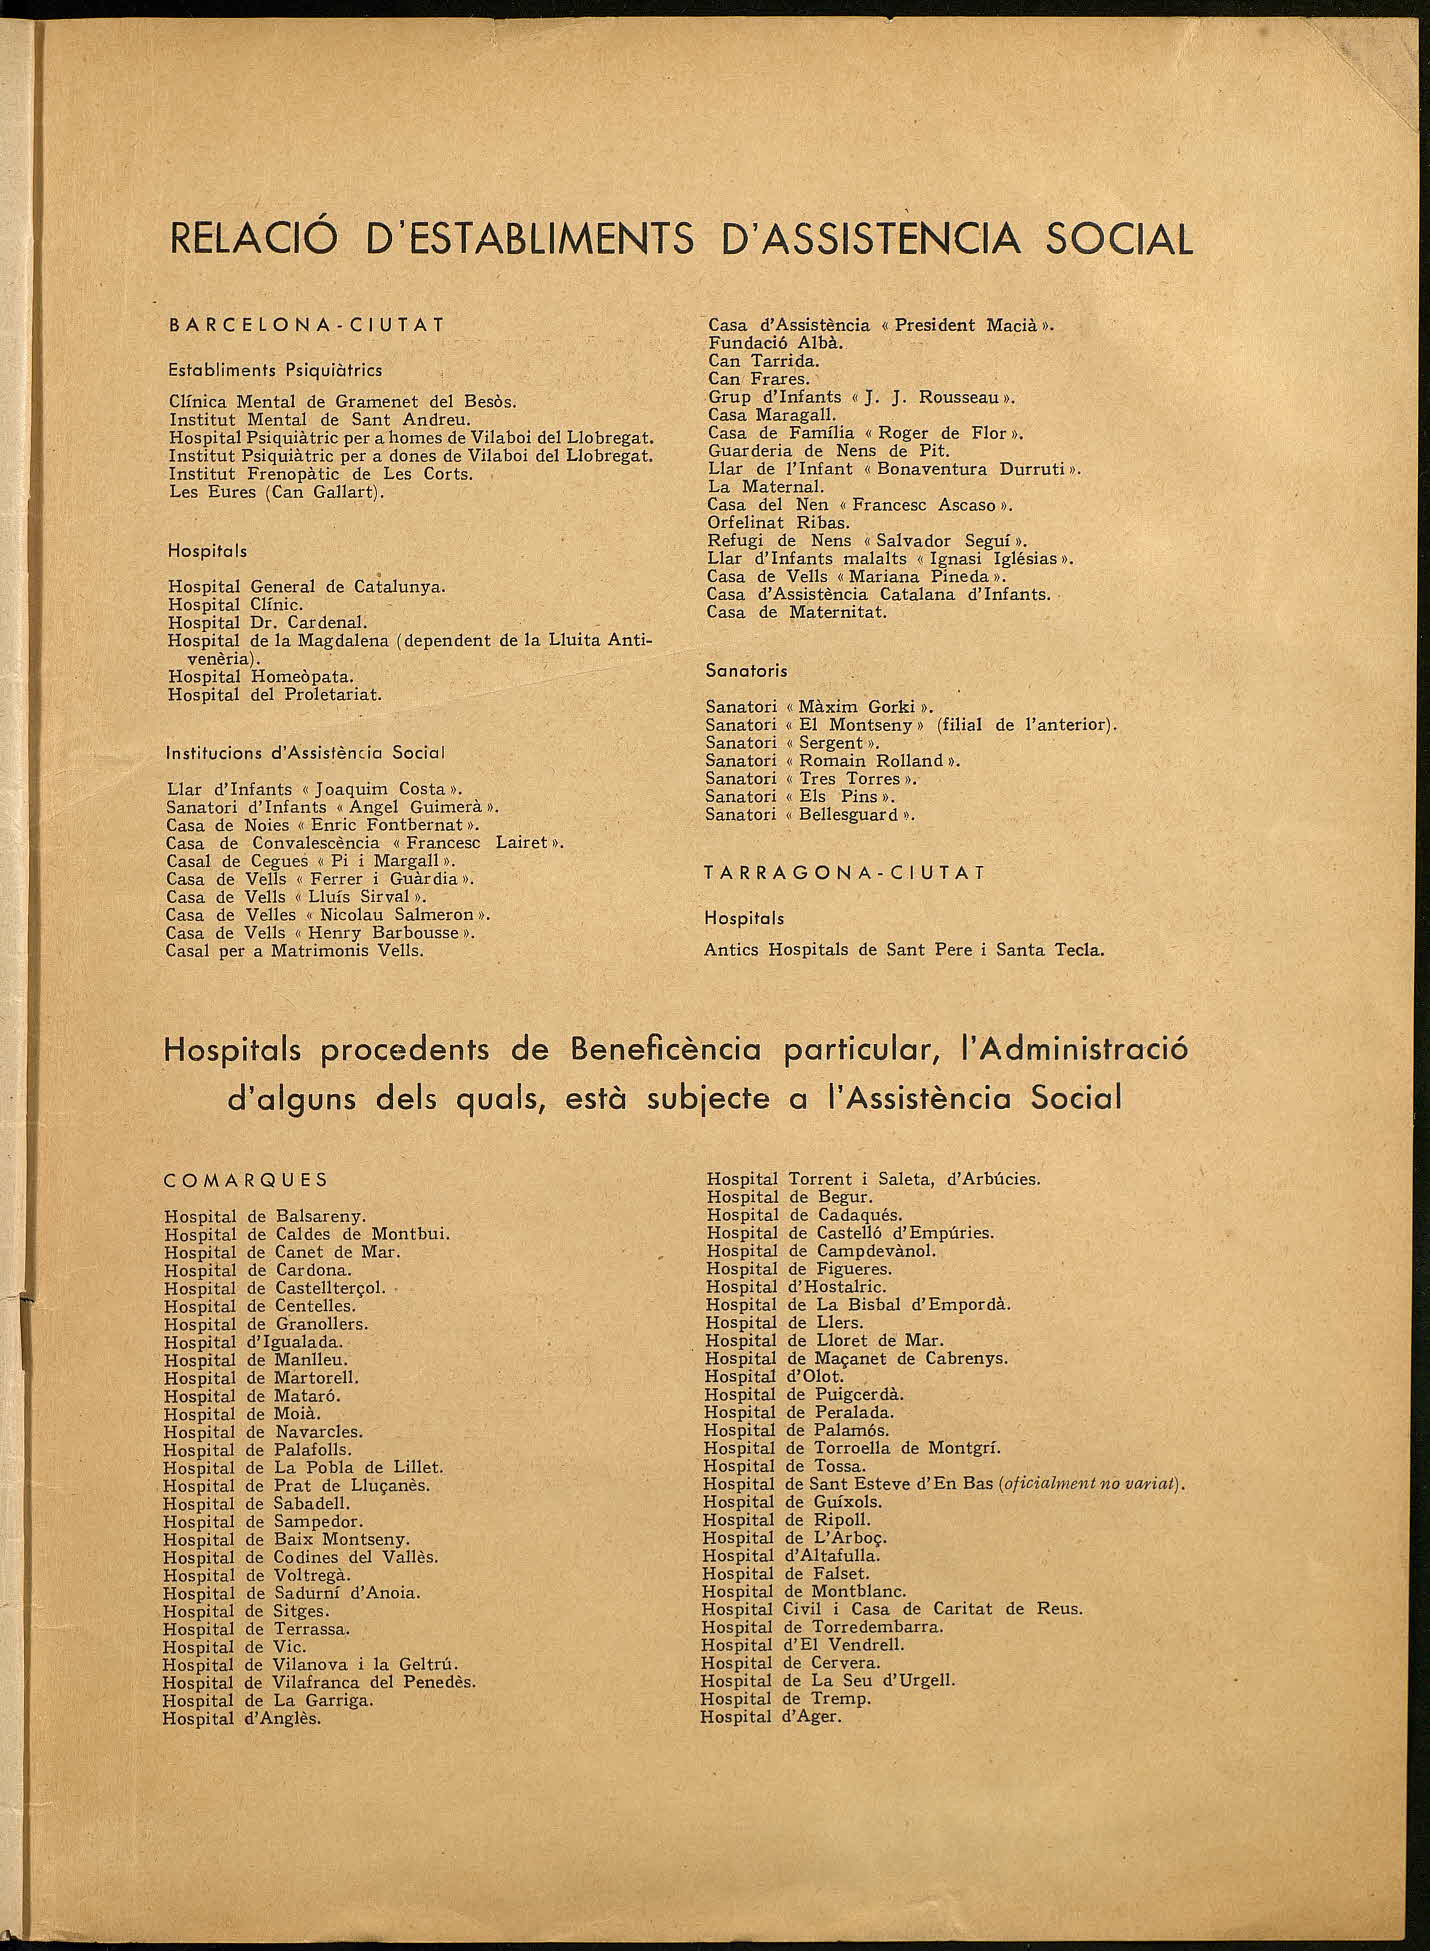 RELACIÓ D'ESTABLIMENTS D'ASSISTÈNCIA SOCIAL
BARCELONA-CIUTAT
Establiments Psiquiàtrics
Clínica Mental de Gramenet del Besòs.
Institut Mental de Sant Andreu.
Hospital Psiquiàtric per a homes de Vilaboi del Llobregat.
Institut Psiquiàtric per a dones de Vilaboi del Llobregat.
Institut Frenopàtic de Les Corts.
Les Eures (Can Gallart).
Hospitals
Hospital General de Catalunya.
Hospital Clínic.
Hospital Dr. Cardenal.
Hospital de la Magdalena (dependent de la Lluita Anti-
venèria).
Hospital Homeòpata.
Hospital del Proletariat.
Institucions d'Assistència Social
Llar d'Infants « Joaquim Costa ».
Sanatori d'Infants « Angel Guimerà ».
Casa de Noies « Enric Fontbernat ».
Casa de Convalescència « Francesc Lairet ».
Casal de Cegues « Pi i Margall ».
Casa de Vells « Ferrer i Guàrdia ».
Casa de Vells « Lluís Sirval ».
Casa de Velles « Nicolau Salmeron ».
Casa de Vells « Henry Barbousse ».
Casal per a Matrimonis Vells.
Casa d'Assistència « President Macià ».
Fundació Albà.
Can Tarrida.
Can Frares.
Grup d'Infants « J. J. Rousseau ».
Casa Maragall.
Casa de Família « Roger de Flor ».
Guarderia de Nens de Pit.
Llar de l'Infant « Bonaventura Durruti ».
La Maternal.
Casa del Nen « Francesc Ascaso ».
Orfelinat Ribas.
Refugi de Nens « Salvador Seguí ».
Llar d'Infants malalts « Ignasi Iglésias ».
Casa de Vells « Mariana Pineda ».
Casa d'Assistència Catalana d'Infants.
Casa de Maternitat.
Sanatoris
Sanatori « Màxim Gorki ».
Sanatori « El Montseny » (filial de l'anterior).
Sanatori « Sergent ».
Sanatori « Romain Rolland ».
Sanatori « Tres Torres ».
Sanatori « Els Pins ».
Sanatori « Bellesguard ».
TARRAGONA-CIUTAT
Hospitals
Antics Hospitals de Sant Pere i Santa Tecla.
Hospitals procedents de Beneficència particular, l'Administració
d'alguns dels quals, està subjecte a l'Assistència Social
COMARQUES
Hospital de Balsareny.
Hospital de Caldes de Montbui.
Hospital de Canet de Mar.
Hospital de Cardona.
Hospital de Castellterçol.
Hospital de Centelles.
Hospital de Granollers.
Hospital d'Igualada.
Hospital de Manlleu.
Hospital de Martorell.
Hospital de Mataró.
Hospital de Moià.
Hospital de Navarcles.
Hospital de Palafolls.
Hospital de La Pobla de Lillet.
Hospital de Prat de Lluçanès.
Hospital de Sabadell.
Hospital de Sampedor.
Hospital de Baix Montseny.
Hospital de Codines del Vallès.
Hospital de Voltregà.
Hospital de Sadurní d'Anoia.
Hospital de Sitges.
Hospital de Terrassa.
Hospital de Vic.
Hospital de Vilanova i la Geltrú.
Hospital de Vilafranca del Penedès.
Hospital de La Garriga.
Hospital d'Anglès.
Hospital Torrent i Saleta, d'Arbúcies.
Hospital de Begur.
Hospital de Cadaqués.
Hospital de Castelló d'Empúries.
Hospital de Campdevànol.
Hospital de Figueres.
Hospital d'Hostalric.
Hospital de La Bisbal d'Empordà.
Hospital de Llers.
Hospital de Lloret de Mar.
Hospital de Maçanet de Cabrenys.
Hospital d'Olot.
Hospital de Puigcerdà.
Hospital de Peralada.
Hospital de Palamós.
Hospital de Torroella de Montgrí.
Hospital de Tossa.
Hospital de Sant Esteve d'En Bas (oficialment no variat).
Hospital de Guíxols.
Hospital de Ripoll.
Hospital de L'Arboç.
Hospital d'Altafulla.
Hospital de Falset.
Hospital de Montblanc.
Hospital Civil i Casa de Caritat de Reus.
Hospital de Torredembarra.
Hospital d'El Vendrell.
Hospital de Cervera.
Hospital de La Seu d'Urgell.
Hospital de Tremp.
Hospital d'Ager.